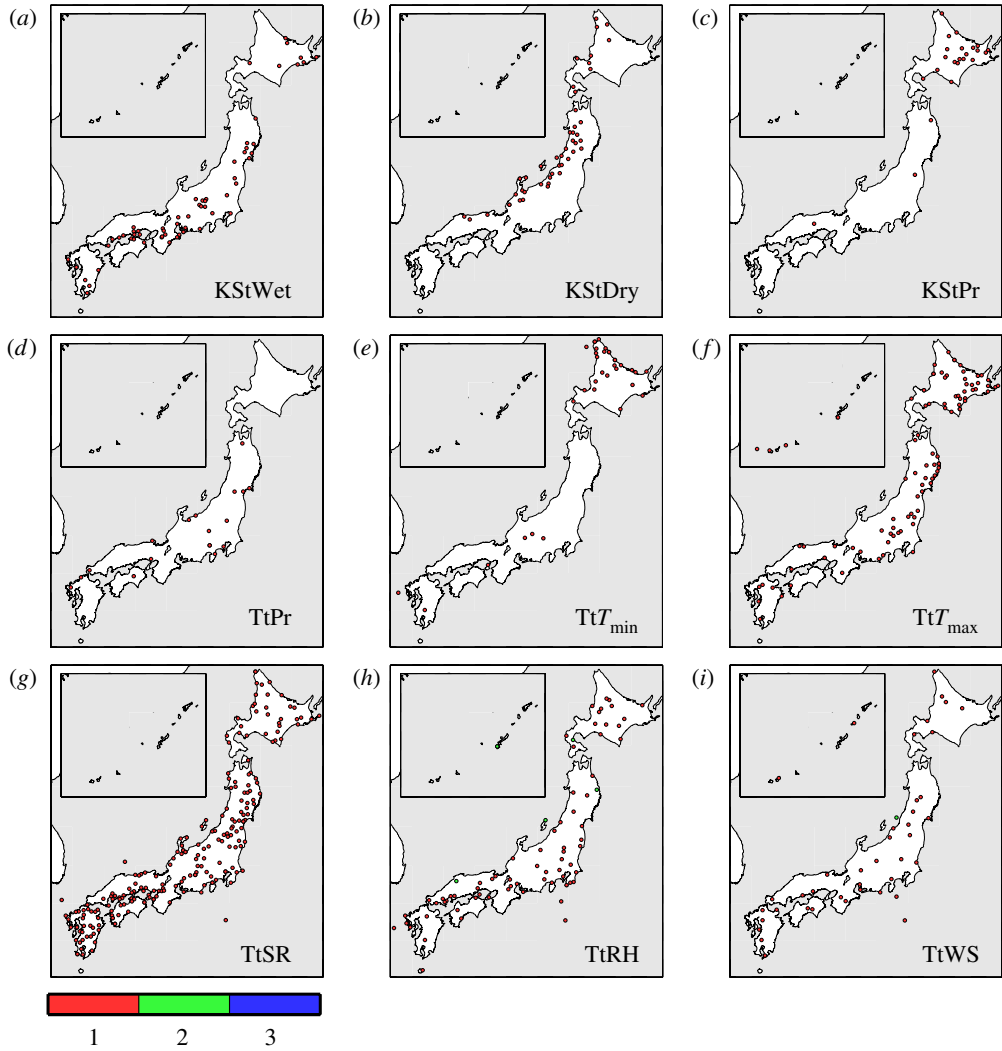 (a) (b) (c)
KStWet KStDry KStPr
(d) (e) (f)
TtPr TtTmin TtTmax
(g) (h) (i)
TtSR TtRH TtWS
1 2 3